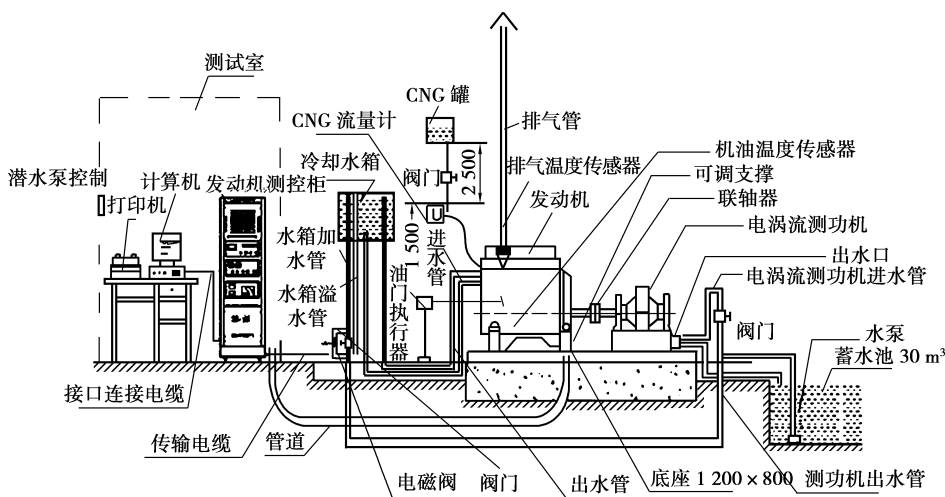 测试室
CNG 罐
CNG 流量计
排气管
冷却水箱
阀门
2 500
排气温度传感器
机油温度传感器
潜水泵控制
计算机
发动机测控柜
可调支撑
打印机
发动机
联轴器
1 500
进水管
电涡流测功机
水箱加水管
出水口
电涡流测功机进水管
水箱溢水管
油门执行器
阀门
水泵
蓄水池 30 m³
接口连接电缆
传输电缆
管道
电磁阀
阀门
出水管
底座 1 200×800
测功机出水管